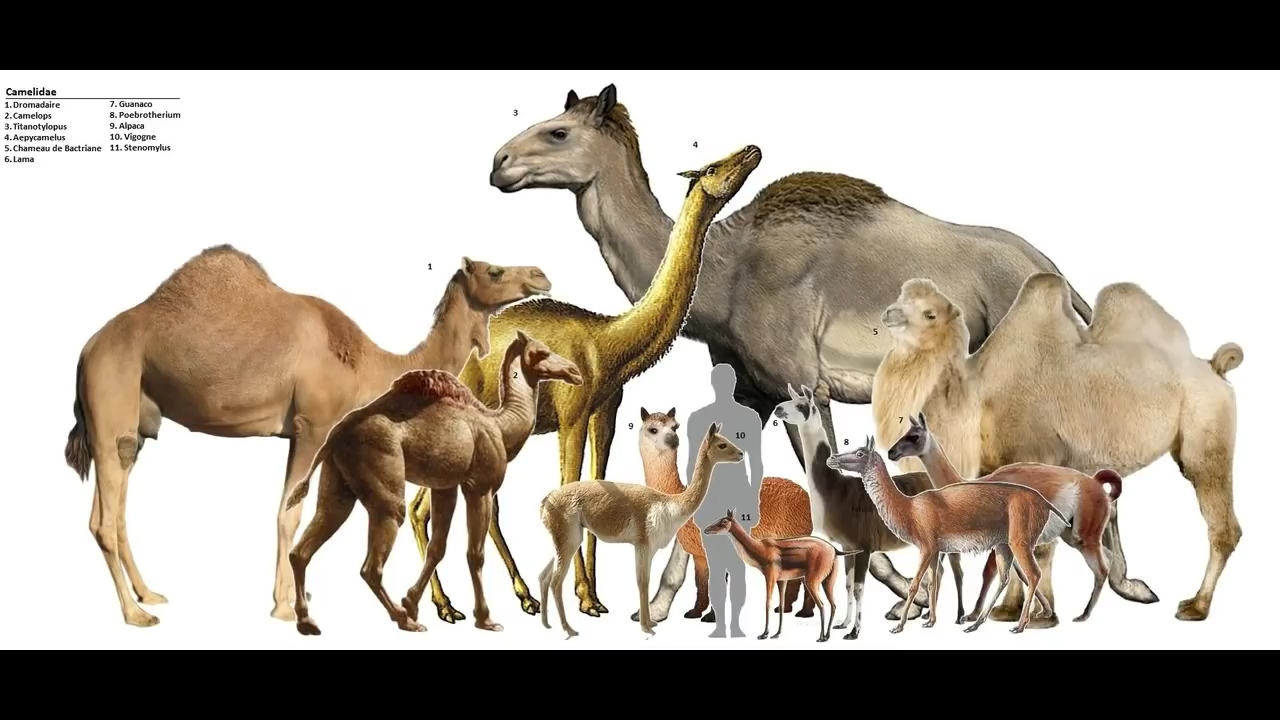 Camelidae
1. Dromadaire
2. Camelops
3. Titanotylopus
4. Aepycamelus
5. Chameau de Bactriane
6. Lama
7. Guanaco
8. Poebrotherium
9. Alpaca
10. Vigogne
11. Stenomylus
3
4
1
5
2
9
10
6
7
8
11